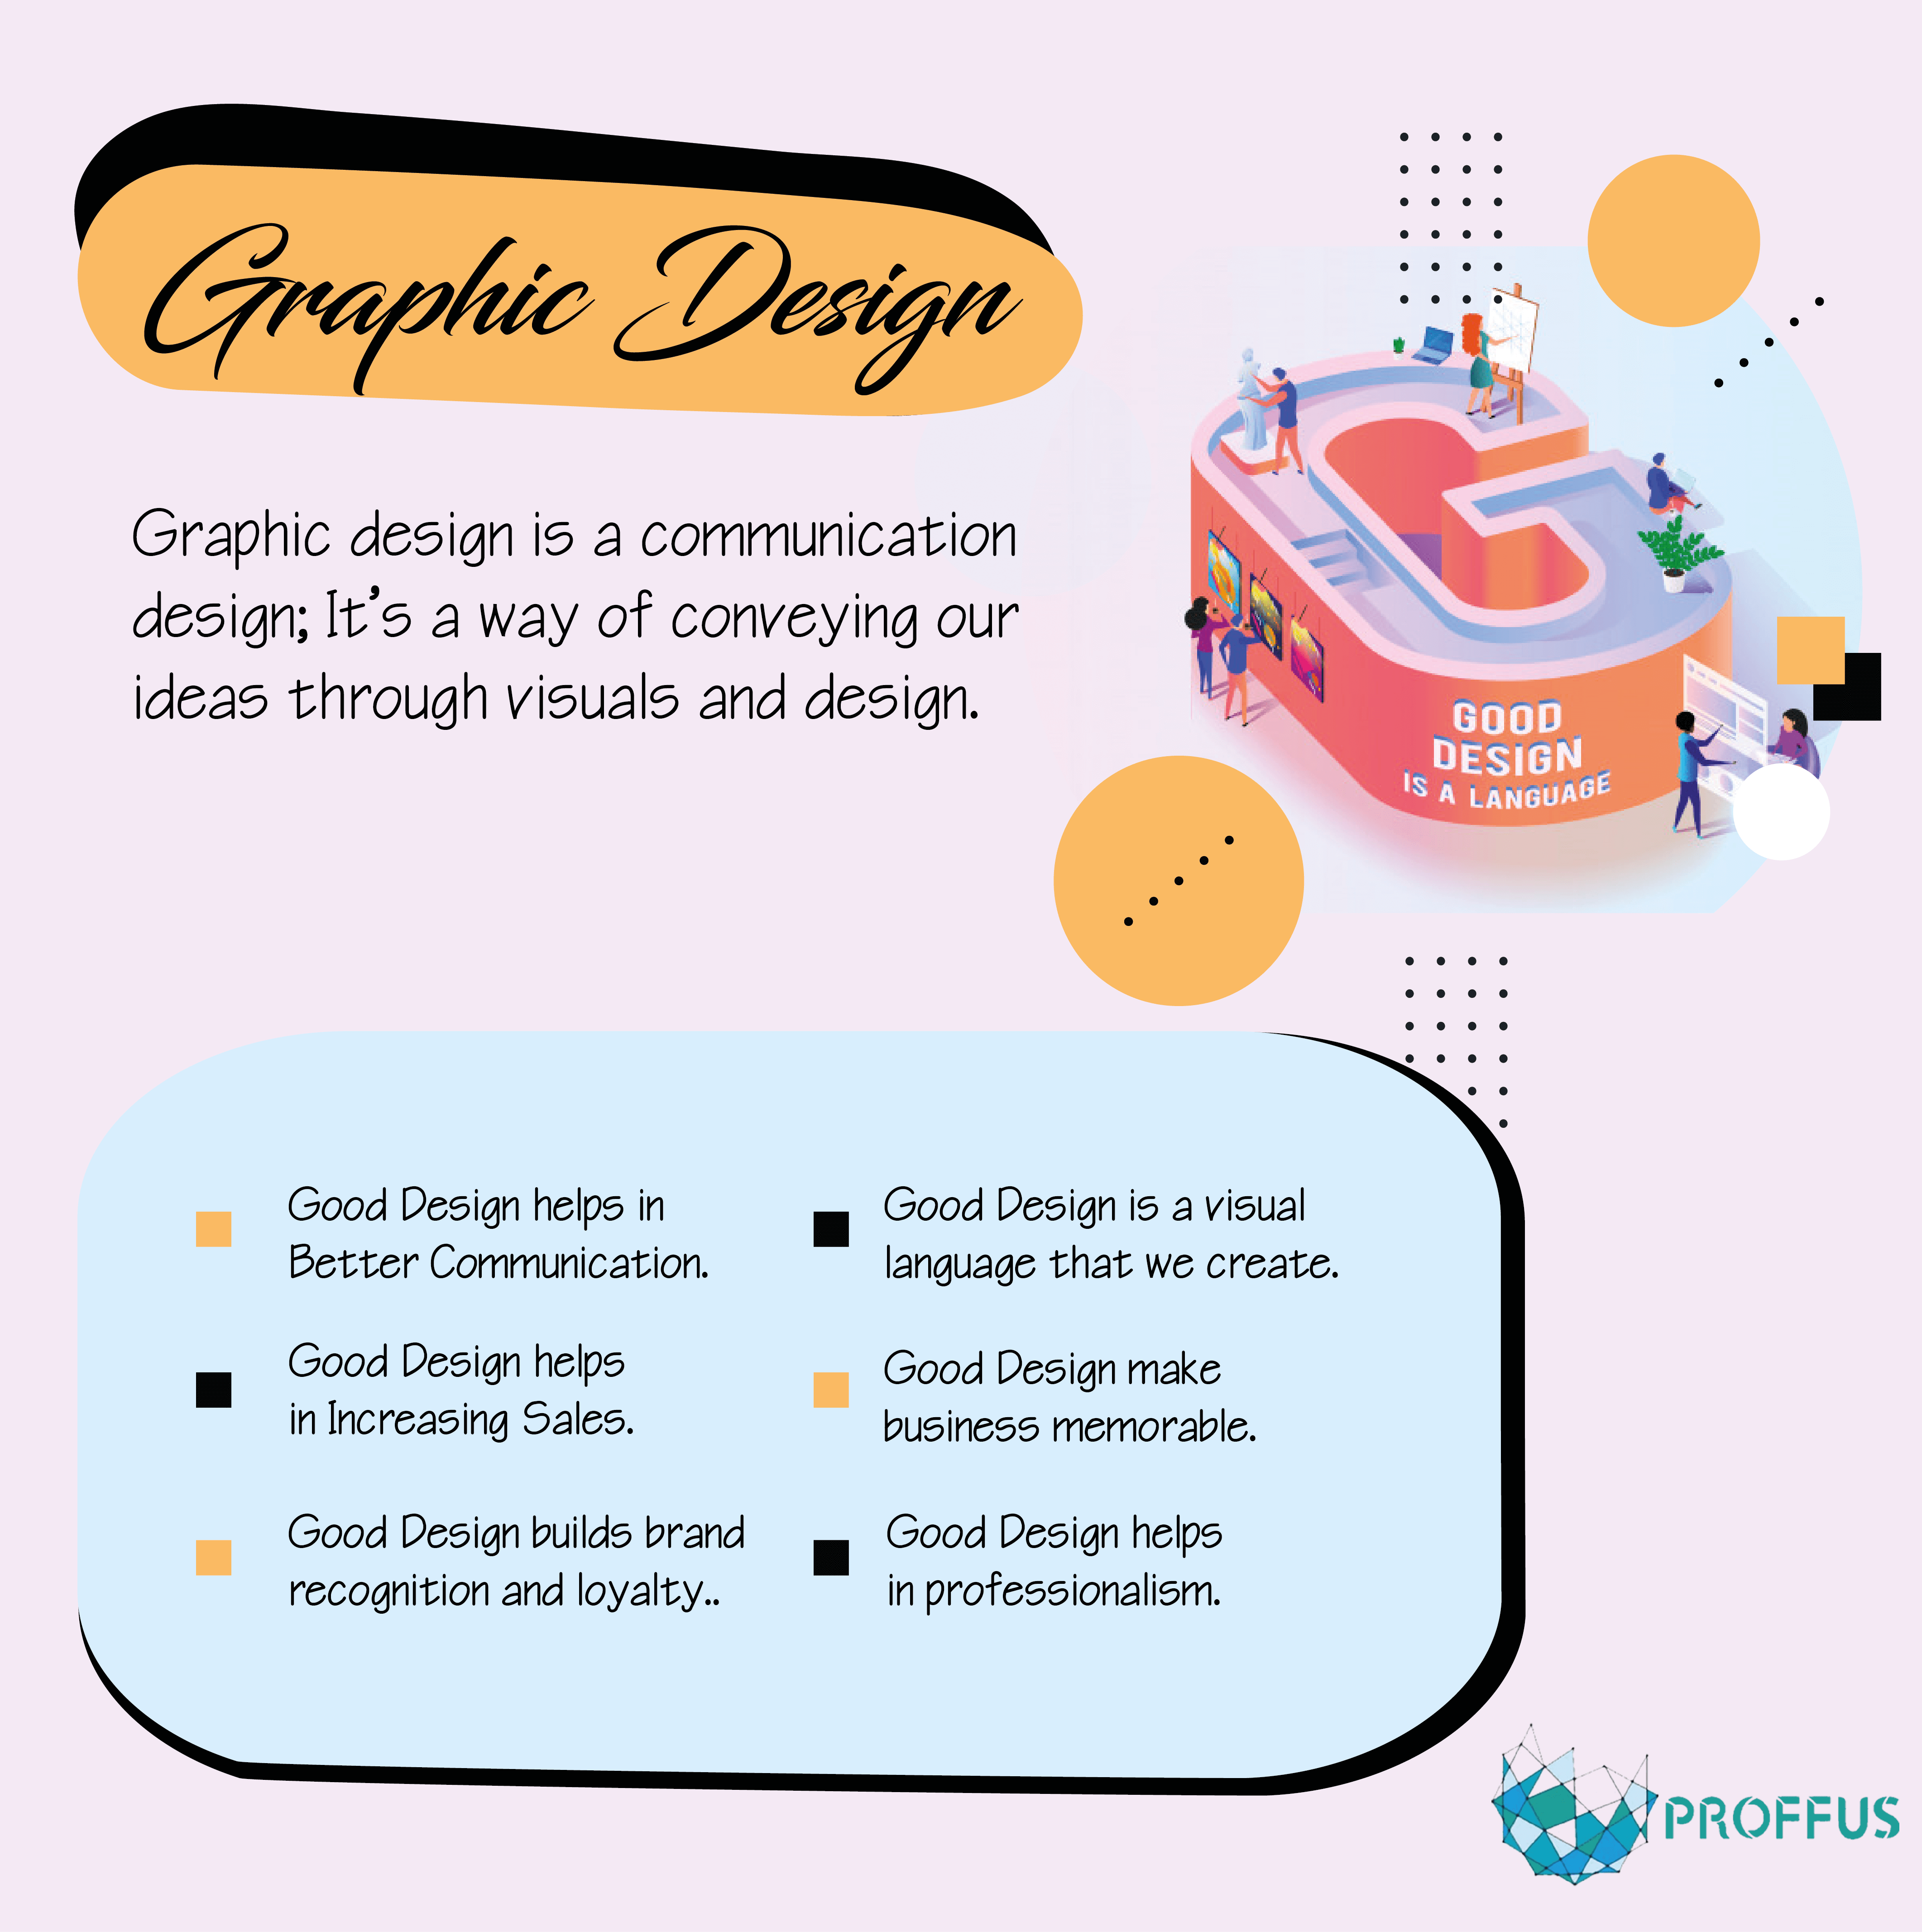 Graphic Design
Graphic design is a communication
design; It's a way of conveying our
ideas through visuals and design.
GOOD
DESIGN
IS A LANGUAGE
Good Design helps in
Better Communication.
Good Design helps
in Increasing Sales.
Good Design builds brand
recognition and loyalty..
Good Design is a visual
language that we create.
Good Design make
business memorable.
Good Design helps
in professionalism.
PROFFUS